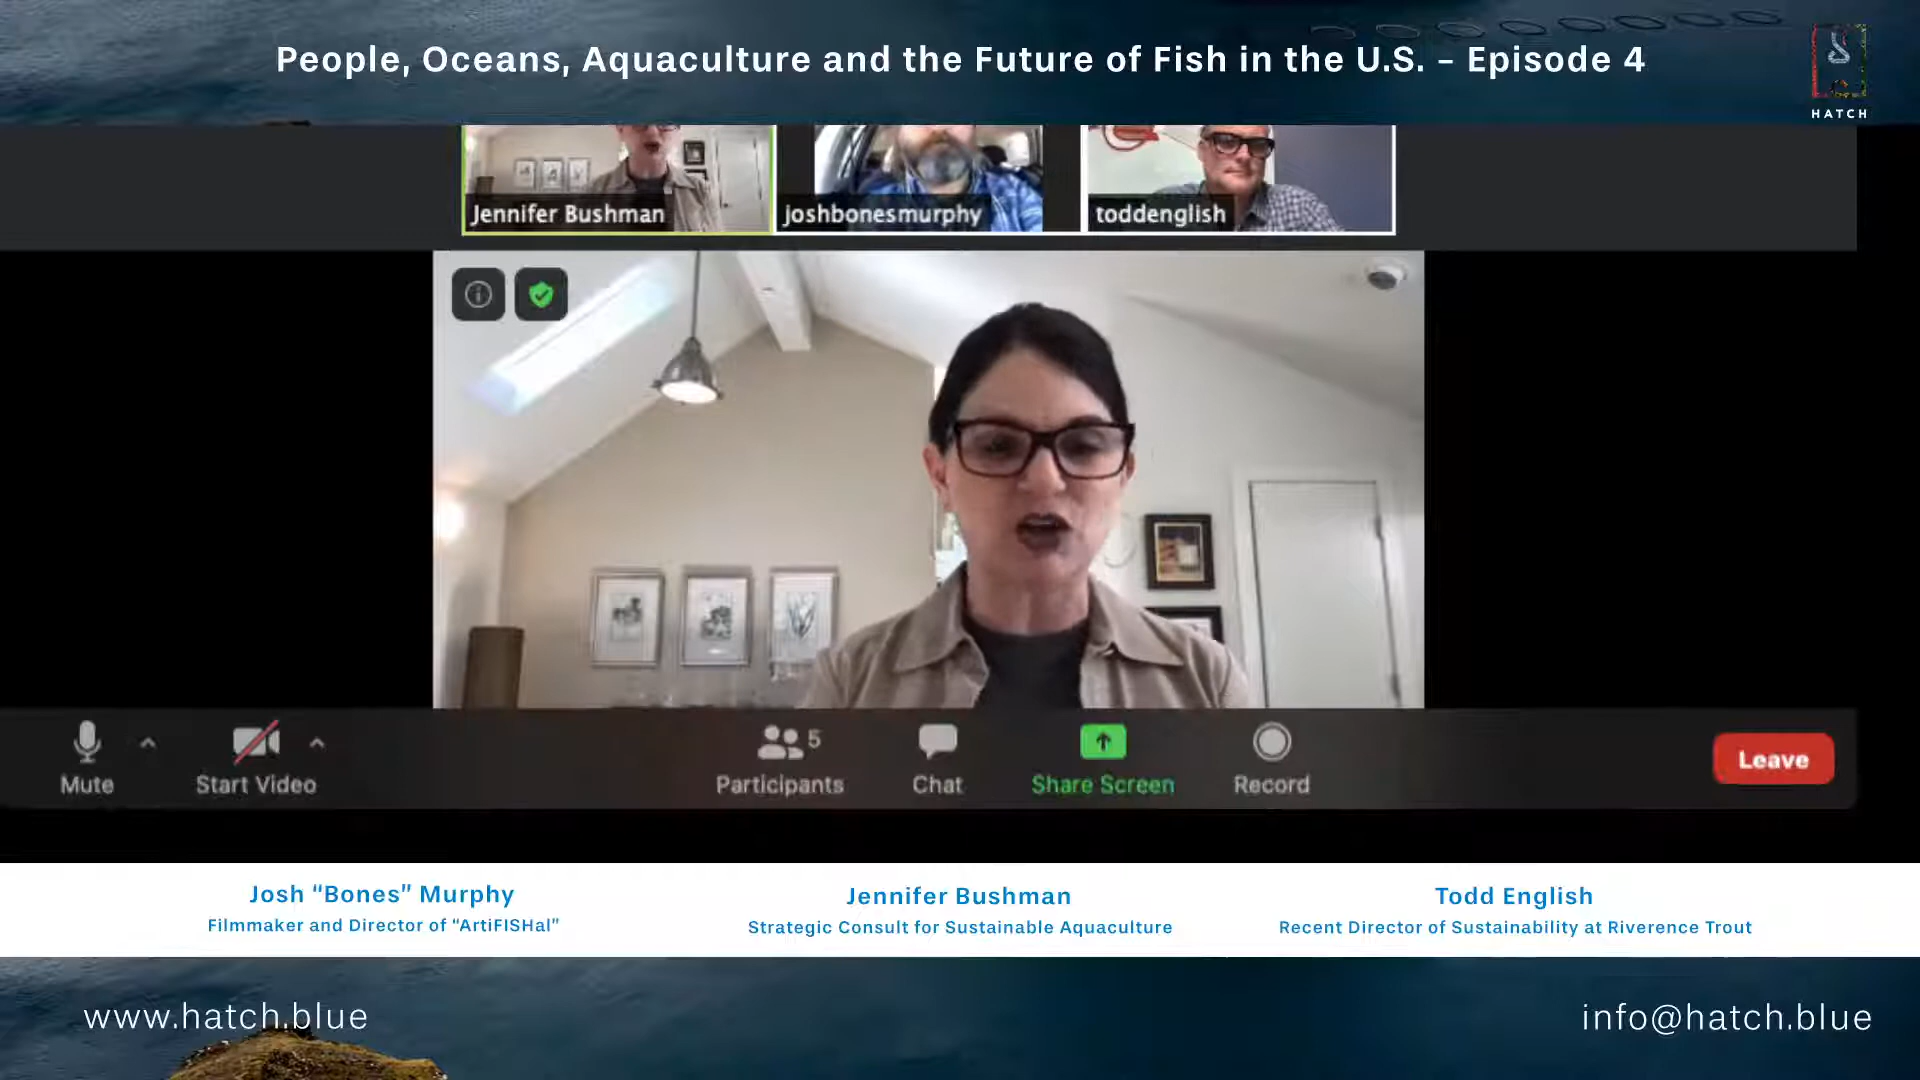 People, Oceans, Aquaculture and the Future of Fish in the U.S. – Episode 4
HATCH
Jennifer Bushman
joshbonesmurphy
toddenglish
5
Mute
Start Video
Participants
Chat
Share Screen
Record
Leave
Josh “Bones” Murphy
Filmmaker and Director of “ArtiFISHal”
Jennifer Bushman
Strategic Consult for Sustainable Aquaculture
Todd English
Recent Director of Sustainability at Riverence Trout
www.hatch.blue
info@hatch.blue